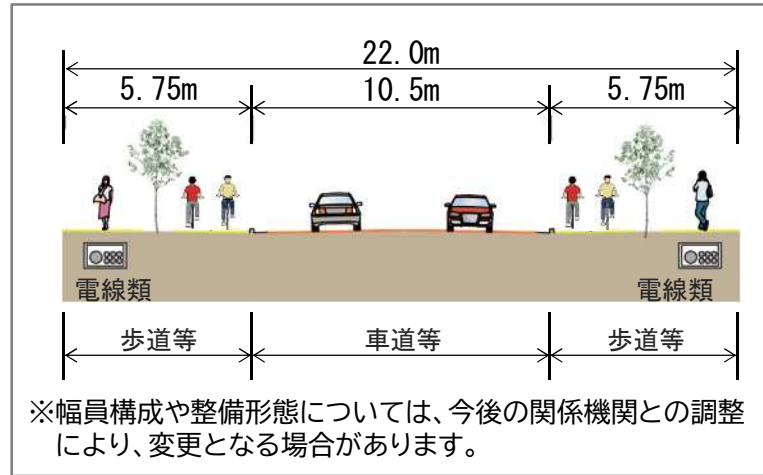 22.0m
5.75m 10.5m 5.75m
電線類 電線類
歩道等 車道等 歩道等
※幅員構成や整備形態については、今後の関係機関との調整
により、変更となる場合があります。